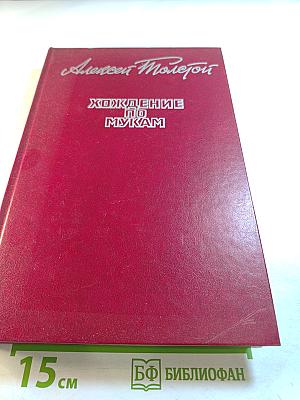 Алексей Толстой
ХОЖДЕНИЕ
ПО
МУКАМ
15 см
БФ БИБЛИОФАН